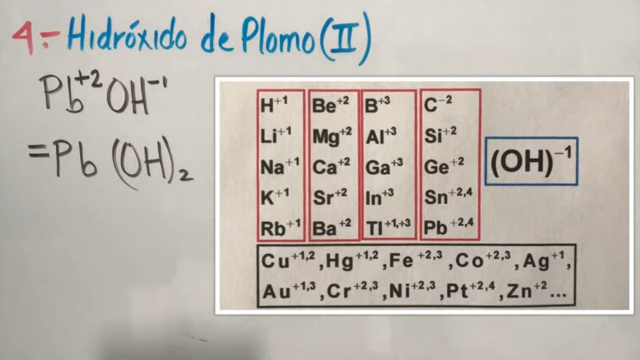 4.- Hidróxido de Plomo (II)
Pb⁺² OH⁻¹
= Pb (OH)₂
H⁺¹ Be⁺² B⁺³ C⁻²
Li⁺¹ Mg⁺² Al⁺³ Si⁺²
Na⁺¹ Ca⁺² Ga⁺³ Ge⁺²
K⁺¹ Sr⁺² In⁺³ Sn⁺²,⁴
Rb⁺¹ Ba⁺² Tl⁺¹,⁺³ Pb⁺²,⁴
(OH)⁻¹
Cu⁺¹,², Hg⁺¹,², Fe⁺²,³, Co⁺²,³, Ag⁺¹,
Au⁺¹,³, Cr⁺²,³, Ni⁺²,³, Pt⁺²,⁴, Zn⁺²...